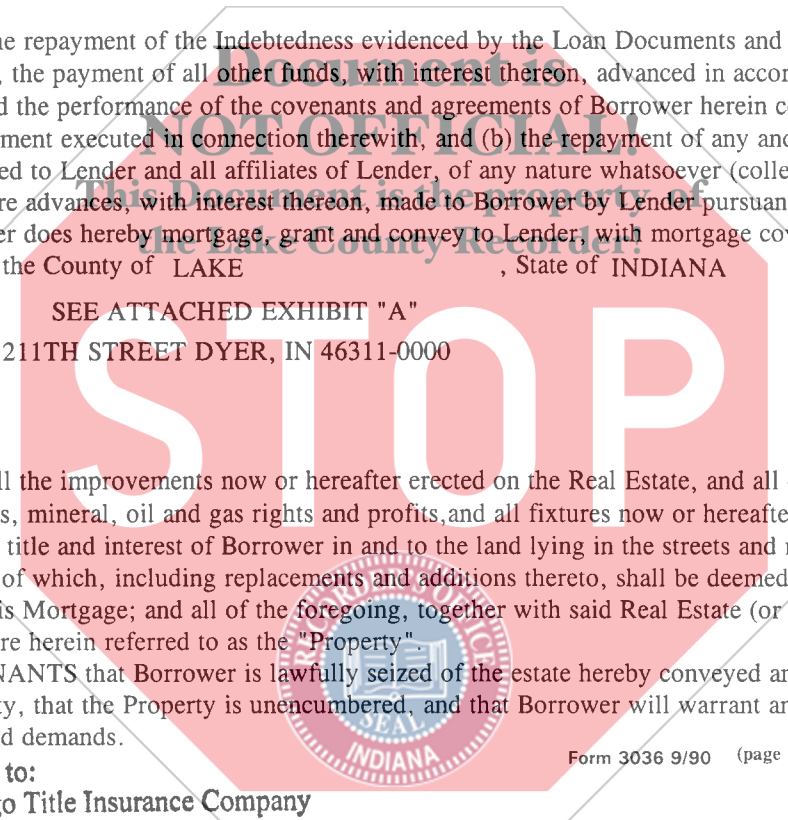 ne repayment of the Indebtedness evidenced by the Loan Documents and
, the payment of all other funds, with interest thereon, advanced in accor
d the performance of the covenants and agreements of Borrower herein c
ment executed in connection therewith, and (b) the repayment of any and
ed to Lender and all affiliates of Lender, of any nature whatsoever (colle
re advances, with interest thereon, made to Borrower by Lender pursuan
er does hereby mortgage, grant and convey to Lender, with mortgage cov
the County of LAKE , State of INDIANA
SEE ATTACHED EXHIBIT "A"
211TH STREET DYER, IN 46311-0000
ll the improvements now or hereafter erected on the Real Estate, and all
s, mineral, oil and gas rights and profits,and all fixtures now or hereafte
title and interest of Borrower in and to the land lying in the streets and
of which, including replacements and additions thereto, shall be deemed
is Mortgage; and all of the foregoing, together with said Real Estate (or
re herein referred to as the "Property".
NANTS that Borrower is lawfully seized of the estate hereby conveyed an
ty, that the Property is unencumbered, and that Borrower will warrant an
d demands.
Form 3036 9/90 (page
to:
go Title Insurance Company
Document is
NOT OFFICIAL!
This Document is the property of
the Lake County Recorder!
STOP
RECORDER'S OFFICE
SEAL
INDIANA